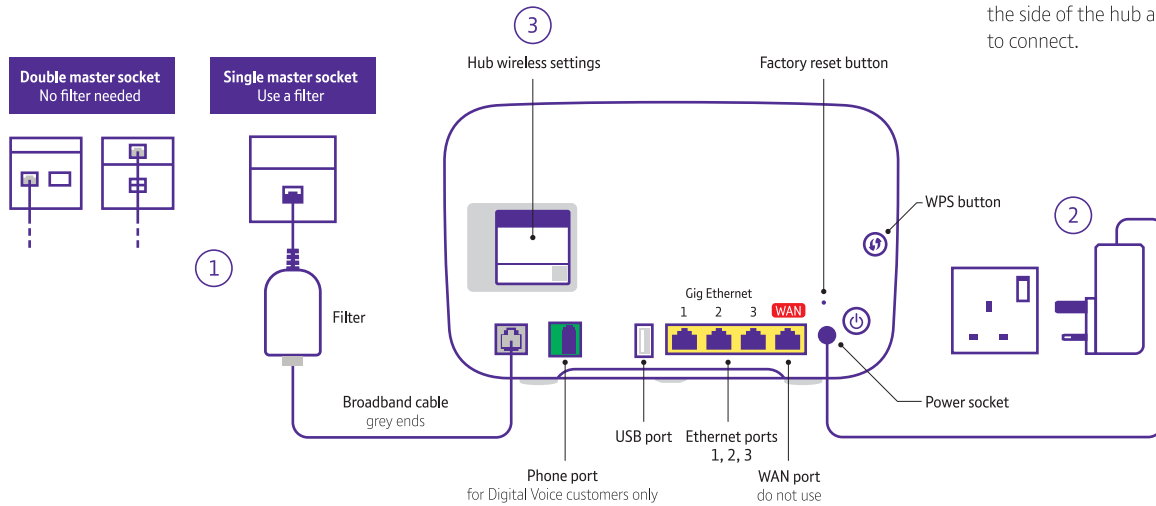 the side of the hub a
to connect.
3
Hub wireless settings
Factory reset button
Double master socket
No filter needed
Single master socket
Use a filter
WPS button
2
1
Filter
Gig Ethernet
1 2 3 WAN
Broadband cable
grey ends
Power socket
USB port
Ethernet ports
1, 2, 3
Phone port
for Digital Voice customers only
WAN port
do not use